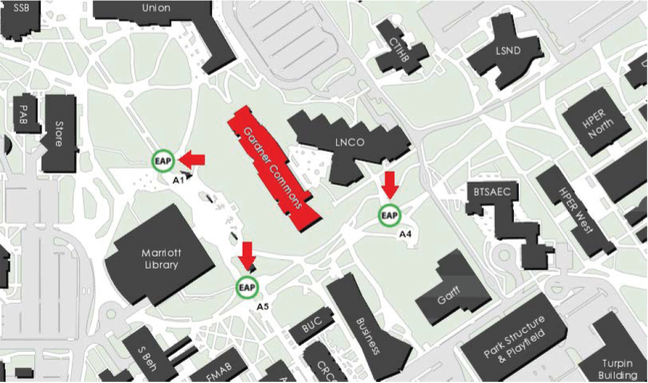 SSB
Union
CTIHB
LSND
PAB
Store
HPER
North
Gardner Commons
LNCO
EAP
A1
BTSAEC
HPER West
EAP
A4
Marriott
Library
EAP
A5
Garff
BUC
Business
Park Structure
& Playfield
S Beh
FMAB
CRCC
Turpin
Building